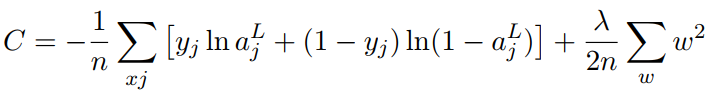 C = -\frac{1}{n} \sum_{xj} \left[ y_j \ln a_j^L + (1 - y_j) \ln(1 - a_j^L) \right] + \frac{\lambda}{2n} \sum_w w^2